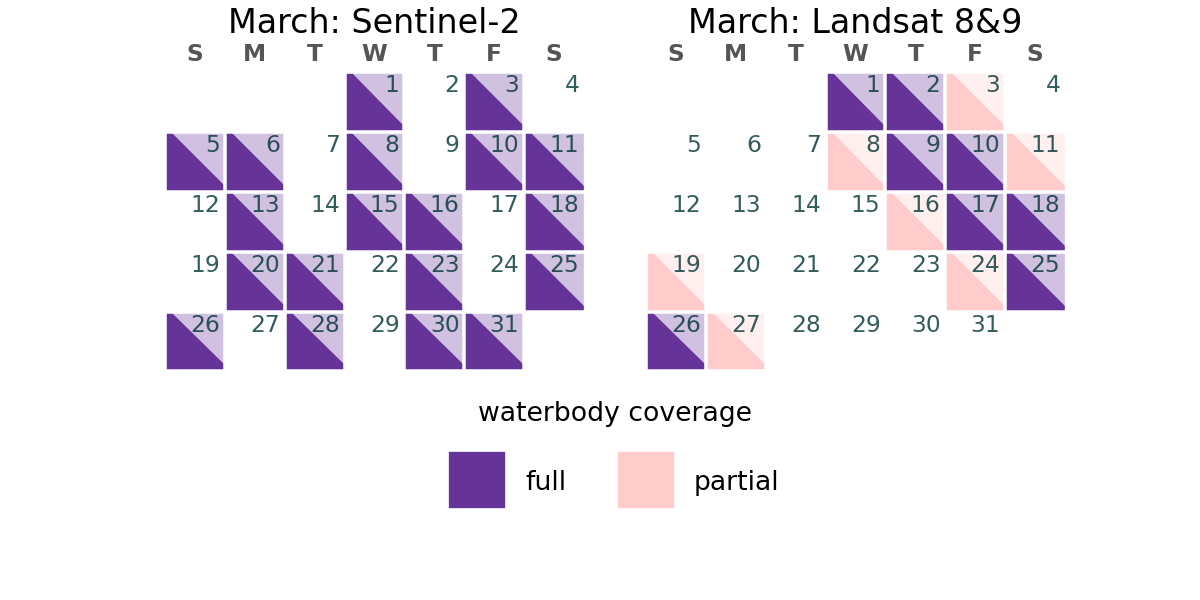 March: Sentinel-2
S M T W T F S
1 2 3 4
5 6 7 8 9 10 11
12 13 14 15 16 17 18
19 20 21 22 23 24 25
26 27 28 29 30 31
March: Landsat 8&9
S M T W T F S
1 2 3 4
5 6 7 8 9 10 11
12 13 14 15 16 17 18
19 20 21 22 23 24 25
26 27 28 29 30 31
waterbody coverage
full
partial